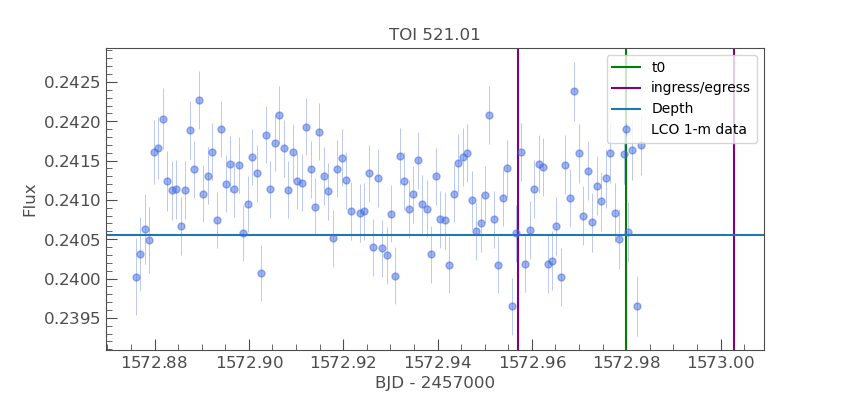 TOI 521.01
Flux
0.2425
0.2420
0.2415
0.2410
0.2405
0.2400
0.2395
t0
ingress/egress
Depth
LCO 1-m data
1572.88 1572.90 1572.92 1572.94 1572.96 1572.98 1573.00
BJD - 2457000